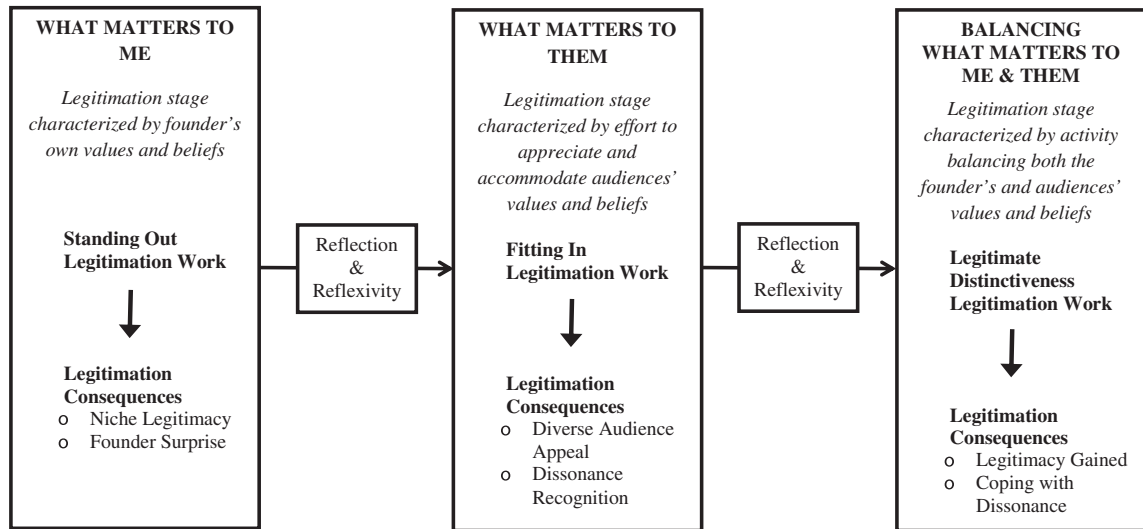 WHAT MATTERS TO
ME
Legitimation stage
characterized by founder's
own values and beliefs
Standing Out
Legitimation Work
Legitimation
Consequences
o Niche Legitimacy
o Founder Surprise
Reflection
&
Reflexivity
WHAT MATTERS TO
THEM
Legitimation stage
characterized by effort to
appreciate and
accommodate audiences'
values and beliefs
Fitting In
Legitimation Work
Legitimation
Consequences
o Diverse Audience
Appeal
o Dissonance
Recognition
Reflection
&
Reflexivity
BALANCING
WHAT MATTERS TO
ME & THEM
Legitimation stage
characterized by activity
balancing both the
founder's and audiences'
values and beliefs
Legitimate
Distinctiveness
Legitimation Work
Legitimation
Consequences
o Legitimacy Gained
o Coping with
Dissonance